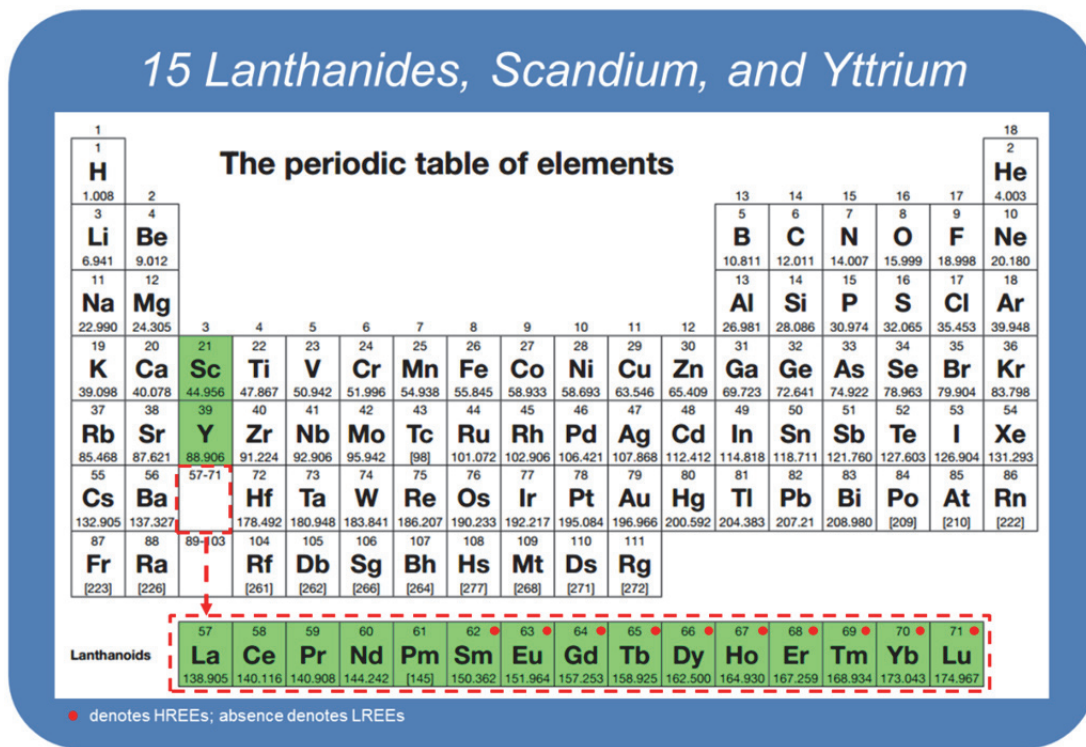 15 Lanthanides, Scandium, and Yttrium
The periodic table of elements
1 18
1 2
H He
1.008 2 13 14 15 16 17 4.003
3 4 5 6 7 8 9 10
Li Be B C N O F Ne
6.941 9.012 10.811 12.011 14.007 15.999 18.998 20.180
11 12 13 14 15 16 17 18
Na Mg Al Si P S Cl Ar
22.990 24.305 3 4 5 6 7 8 9 10 11 12 26.981 28.086 30.974 32.065 35.453 39.948
19 20 21 22 23 24 25 26 27 28 29 30 31 32 33 34 35 36
K Ca Sc Ti V Cr Mn Fe Co Ni Cu Zn Ga Ge As Se Br Kr
39.098 40.078 44.956 47.867 50.942 51.996 54.938 55.845 58.933 58.693 63.546 65.409 69.723 72.641 74.922 78.963 79.904 83.798
37 38 39 40 41 42 43 44 45 46 47 48 49 50 51 52 53 54
Rb Sr Y Zr Nb Mo Tc Ru Rh Pd Ag Cd In Sn Sb Te I Xe
85.468 87.621 88.906 91.224 92.906 95.942 [98] 101.072 102.906 106.421 107.868 112.412 114.818 118.711 121.760 127.603 126.904 131.293
55 56 57-71 72 73 74 75 76 77 78 79 80 81 82 83 84 85 86
Cs Ba Hf Ta W Re Os Ir Pt Au Hg Tl Pb Bi Po At Rn
132.905 137.327 178.492 180.948 183.841 186.207 190.233 192.217 195.084 196.966 200.592 204.383 207.21 208.980 [209] [210] [222]
87 88 89-103 104 105 106 107 108 109 110 111
Fr Ra Rf Db Sg Bh Hs Mt Ds Rg
[223] [226] [261] [262] [266] [264] [277] [268] [271] [272]
57 58 59 60 61 62 63 64 65 66 67 68 69 70 71
Lanthanoids La Ce Pr Nd Pm Sm Eu Gd Tb Dy Ho Er Tm Yb Lu
138.905 140.116 140.908 144.242 [145] 150.362 151.964 157.253 158.925 162.500 164.930 167.259 168.934 173.043 174.967
denotes HREEs; absence denotes LREEs